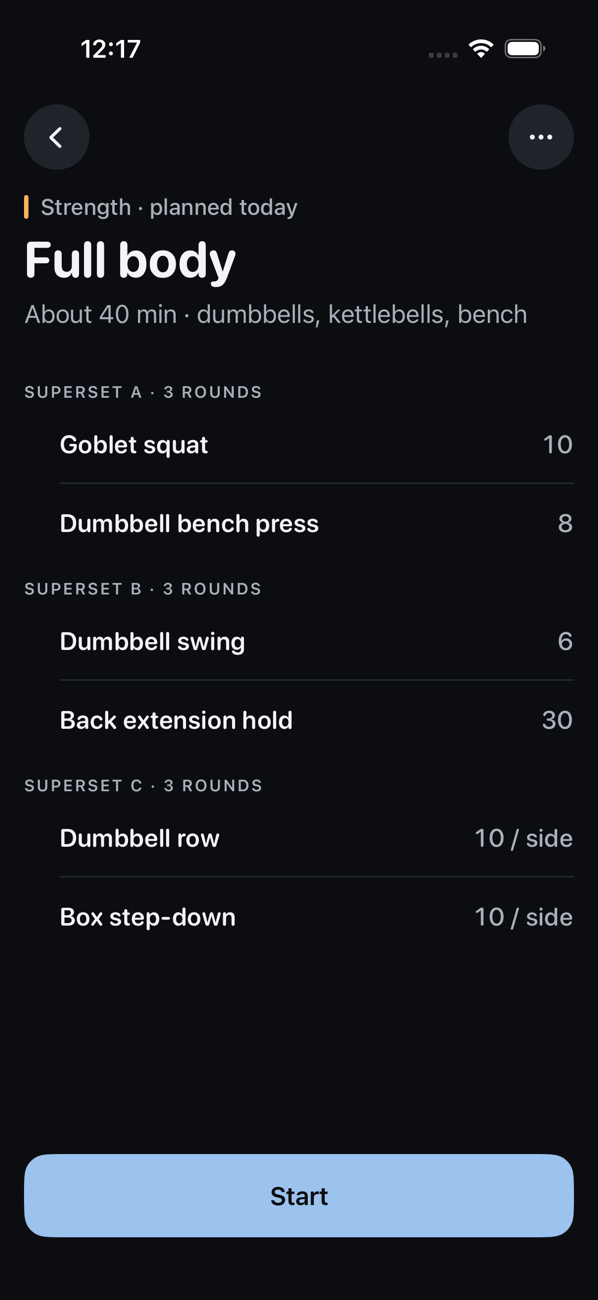 12:17
Strength · planned today
Full body
About 40 min · dumbbells, kettlebells, bench
SUPERSET A · 3 ROUNDS
Goblet squat 10
Dumbbell bench press 8
SUPERSET B · 3 ROUNDS
Dumbbell swing 6
Back extension hold 30
SUPERSET C · 3 ROUNDS
Dumbbell row 10 / side
Box step-down 10 / side
Start